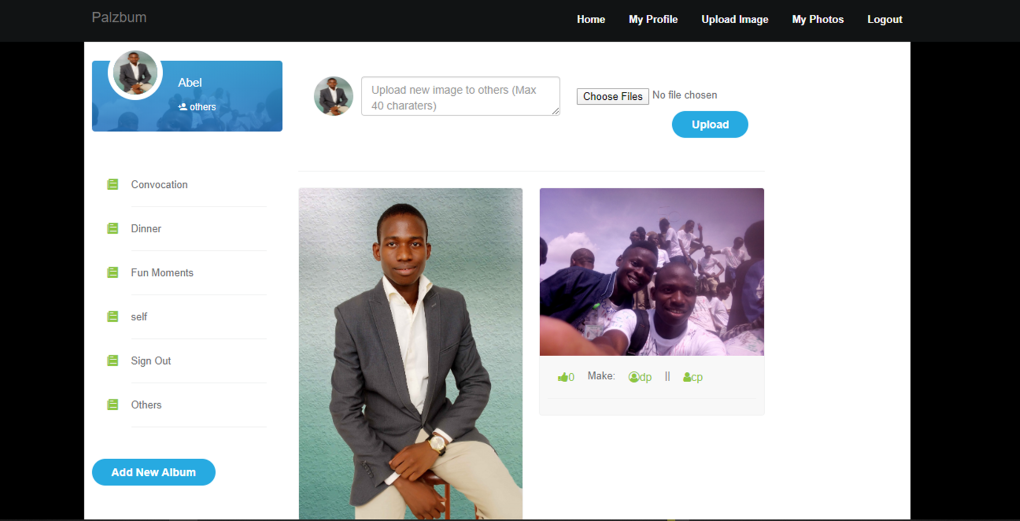 Palzbum
Home My Profile Upload Image My Photos Logout
Abel
others
Upload new image to others (Max
40 charaters)
Choose Files No file chosen
Upload
Convocation
Dinner
Fun Moments
self
Sign Out
Others
Add New Album
0 Make: dp || cp